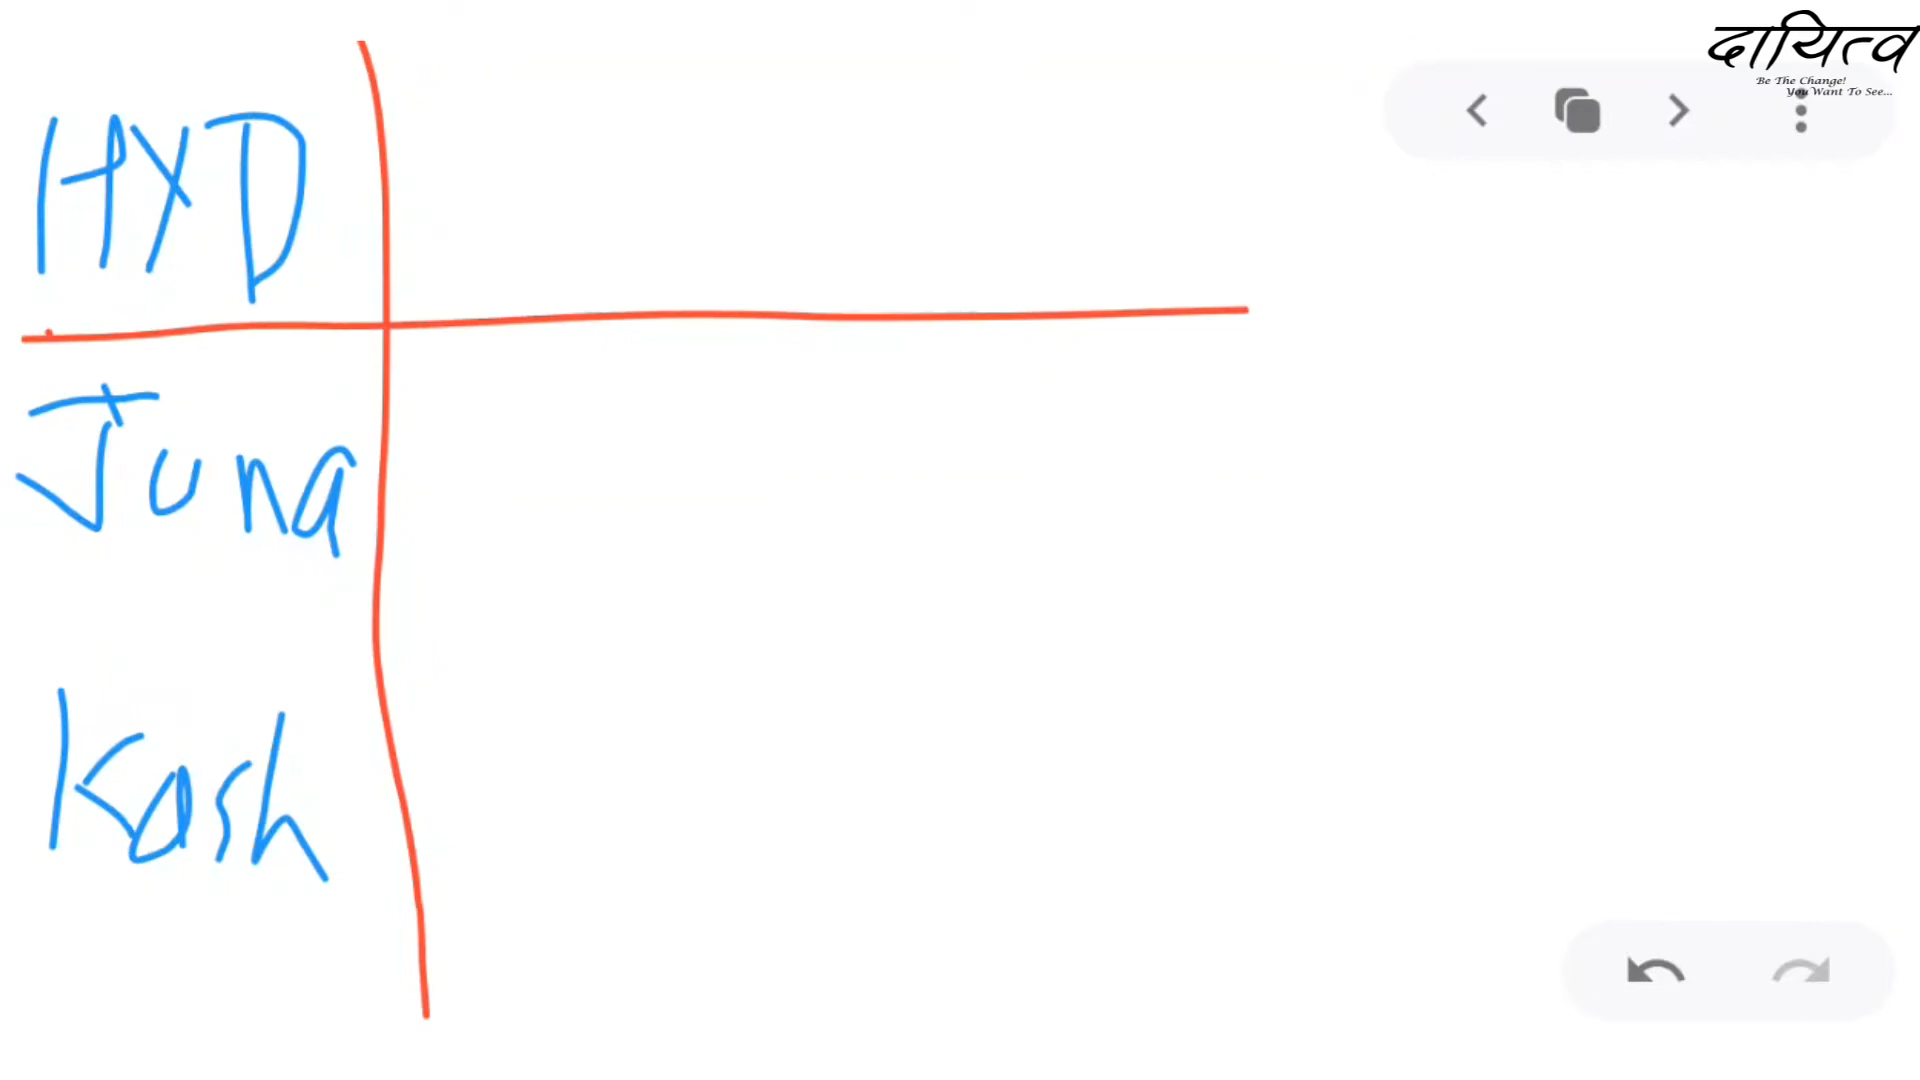 दायित्व
Be The Change!
You Want To See...
HYD
Juna
Kash